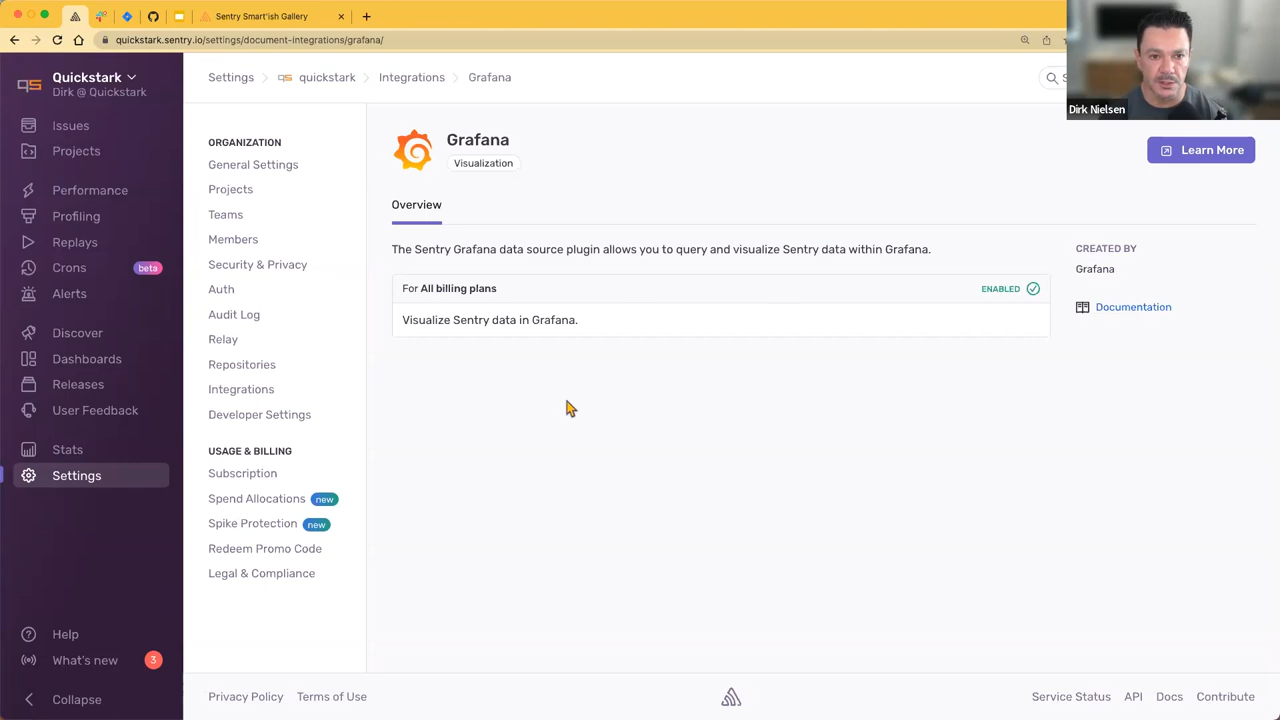 Sentry Smart'ish Gallery
quickstark.sentry.io/settings/document-integrations/grafana/
Dirk Nielsen
Quickstark
Dirk @ Quickstark
Issues
Projects
Performance
Profiling
Replays
Crons beta
Alerts
Discover
Dashboards
Releases
User Feedback
Stats
Settings
Help
What's new 3
Collapse
Settings quickstark Integrations Grafana
S
ORGANIZATION
General Settings
Projects
Teams
Members
Security & Privacy
Auth
Audit Log
Relay
Repositories
Integrations
Developer Settings
USAGE & BILLING
Subscription
Spend Allocations new
Spike Protection new
Redeem Promo Code
Legal & Compliance
Grafana
Visualization
Learn More
Overview
The Sentry Grafana data source plugin allows you to query and visualize Sentry data within Grafana.
For All billing plans ENABLED
Visualize Sentry data in Grafana.
CREATED BY
Grafana
Documentation
Privacy Policy Terms of Use
Service Status API Docs Contribute